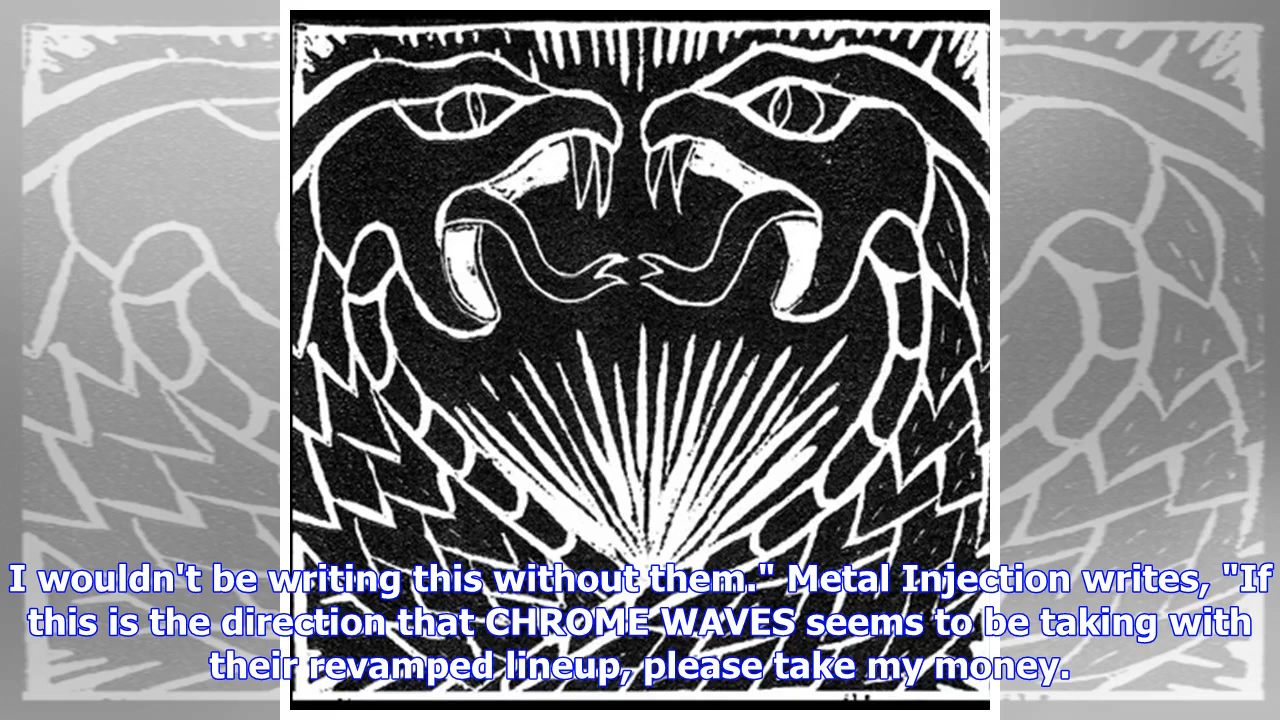 I wouldn't be writing this without them." Metal Injection writes, "If
this is the direction that CHROME WAVES seems to be taking with
their revamped lineup, please take my money.